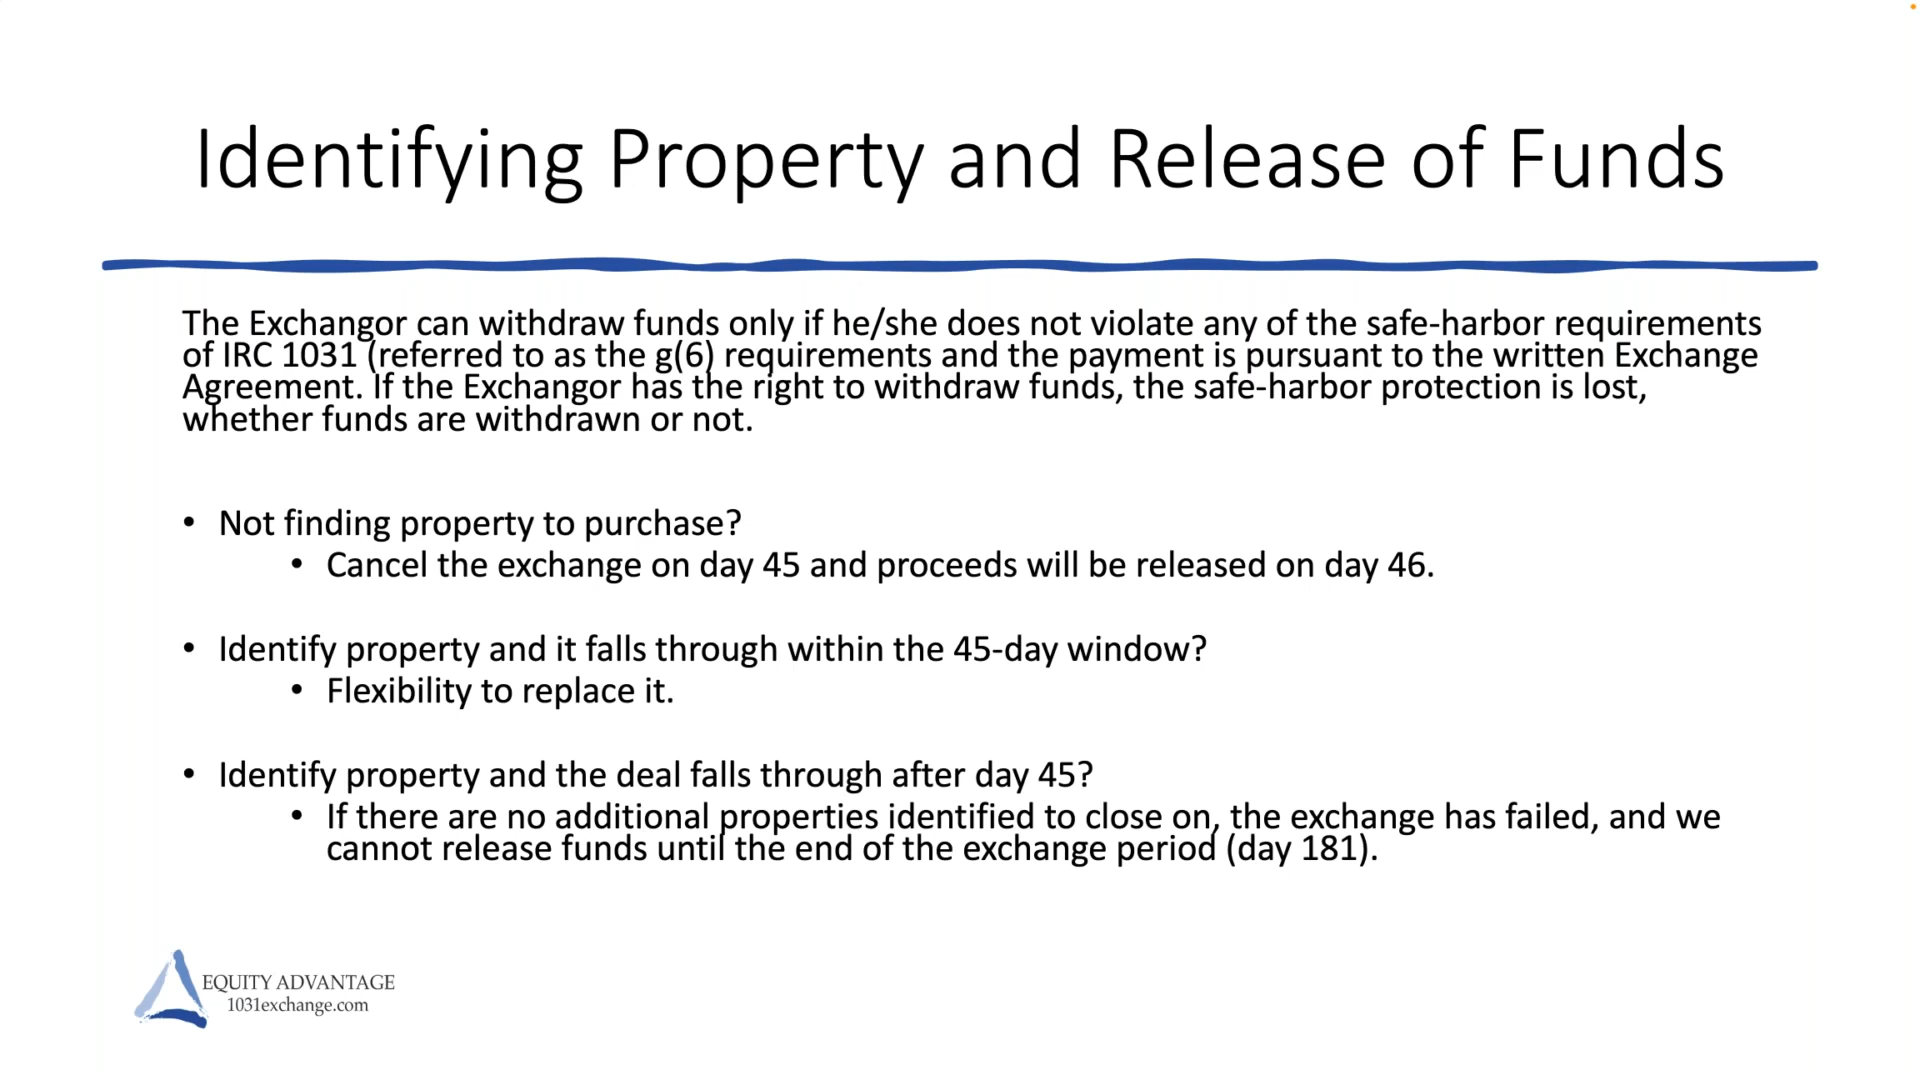 Identifying Property and Release of Funds
The Exchangor can withdraw funds only if he/she does not violate any of the safe-harbor requirements
of IRC 1031 (referred to as the g(6) requirements and the payment is pursuant to the written Exchange
Agreement. If the Exchangor has the right to withdraw funds, the safe-harbor protection is lost,
whether funds are withdrawn or not.
• Not finding property to purchase?
• Cancel the exchange on day 45 and proceeds will be released on day 46.
• Identify property and it falls through within the 45-day window?
• Flexibility to replace it.
• Identify property and the deal falls through after day 45?
• If there are no additional properties identified to close on, the exchange has failed, and we
cannot release funds until the end of the exchange period (day 181).
EQUITY ADVANTAGE
1031exchange.com